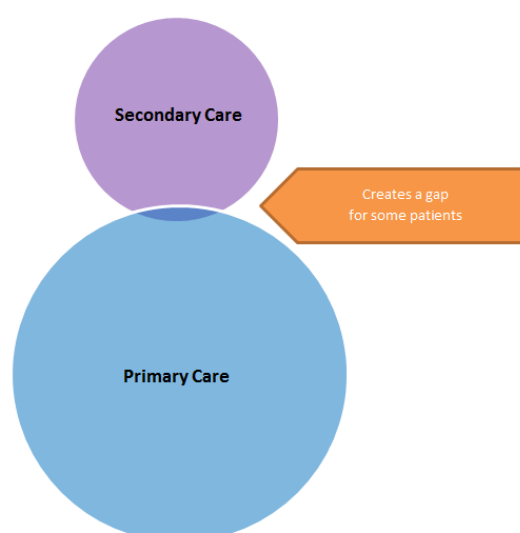 Secondary Care
Creates a gap
for some patients
Primary Care